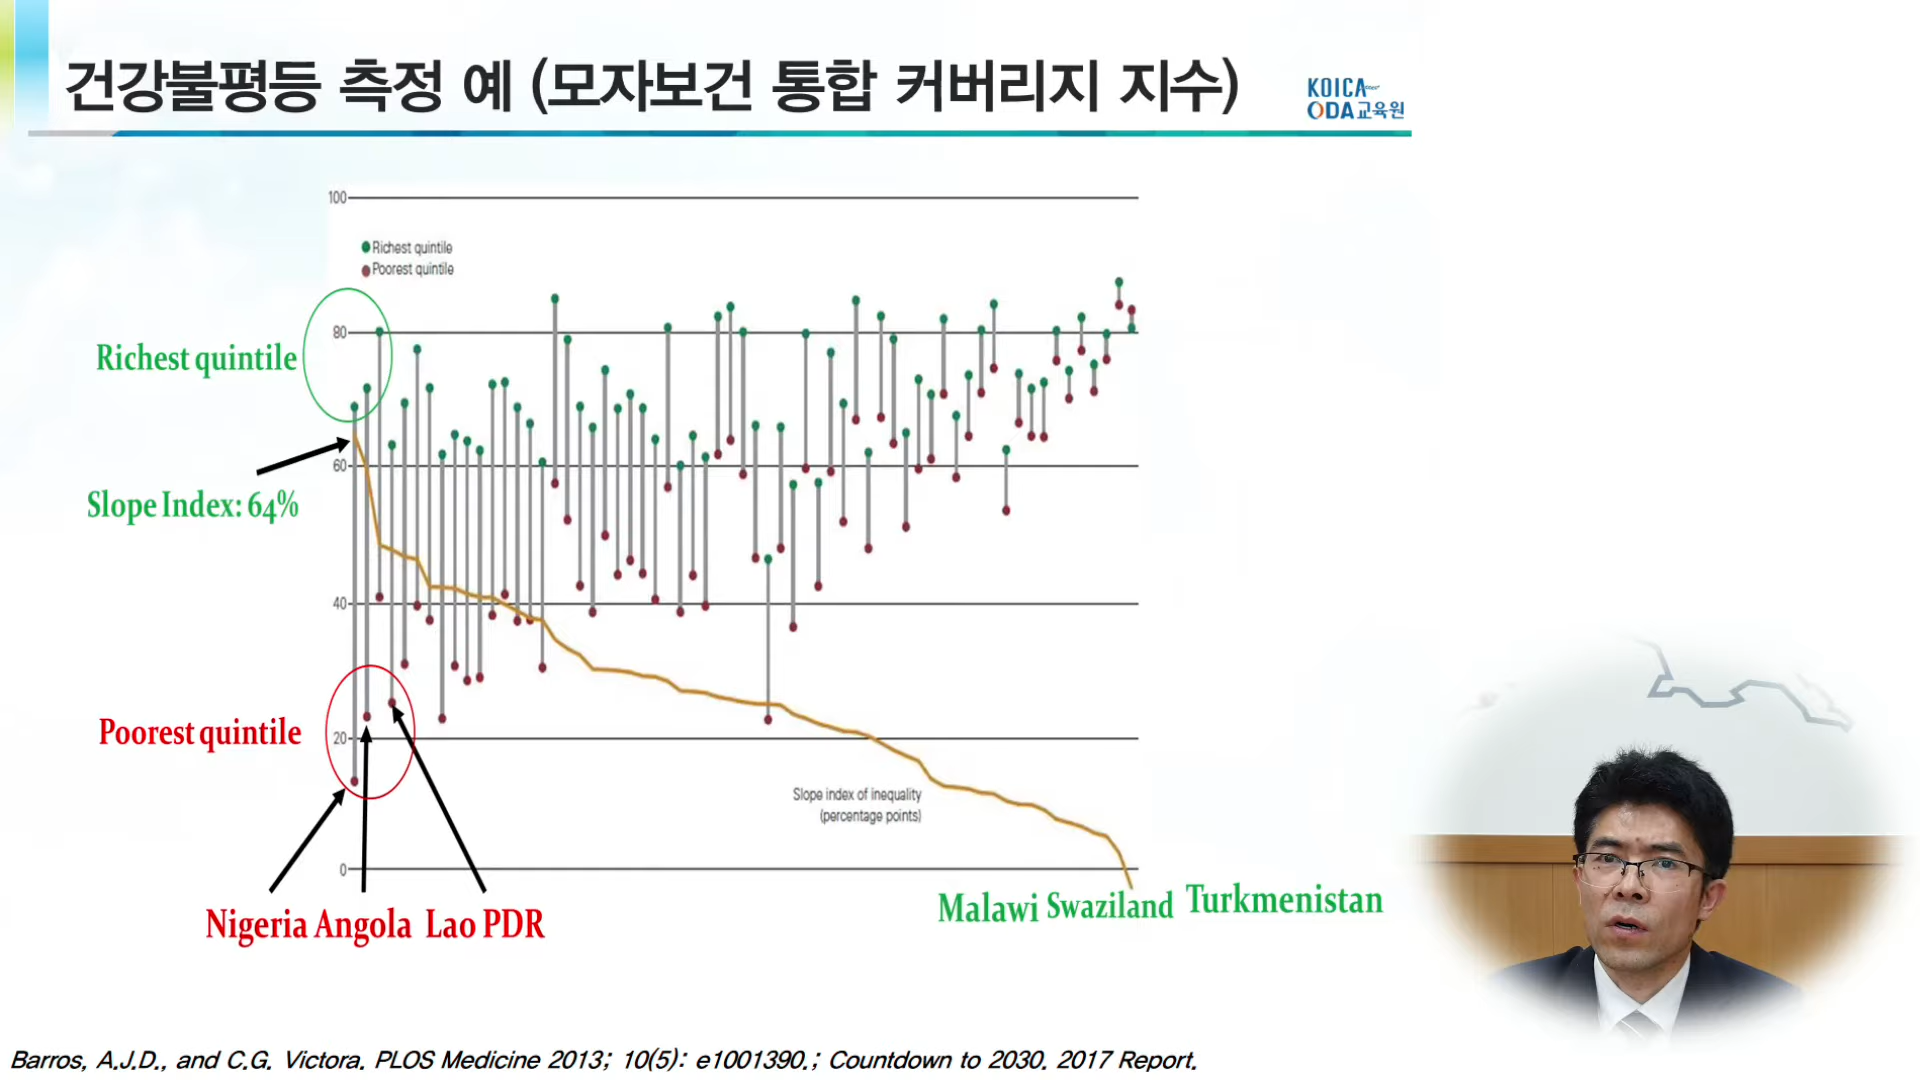 건강불평등 측정 예 (모자보건 통합 커버리지 지수)
KOICA
ODA교육원
100
Richest quintile
Poorest quintile
80
Richest quintile
60
Slope Index: 64%
40
Poorest quintile
20
Slope index of inequality
(percentage points)
0
Malawi Swaziland Turkmenistan
Nigeria Angola Lao PDR
Barros, A.J.D., and C.G. Victora. PLOS Medicine 2013; 10(5): e1001390.; Countdown to 2030. 2017 Report.